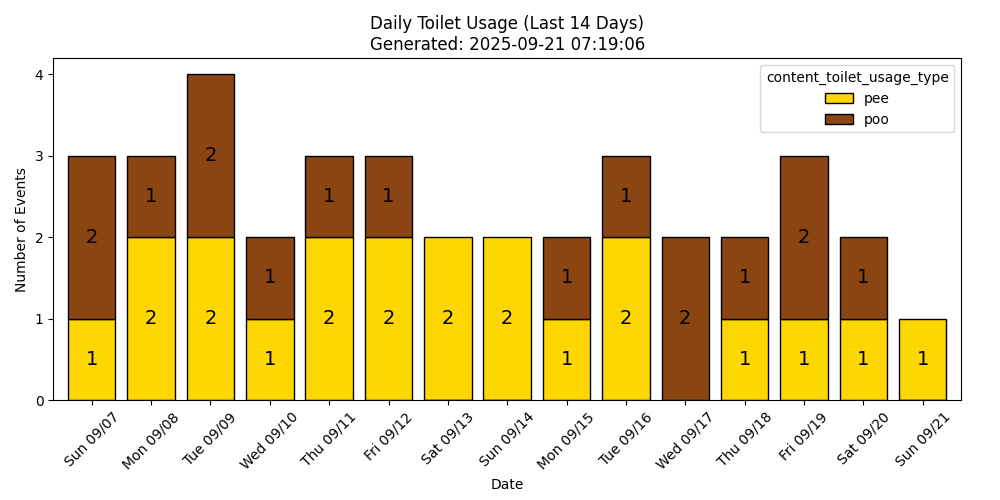 Daily Toilet Usage (Last 14 Days)
Generated: 2025-09-21 07:19:06
content_toilet_usage_type
pee
poo
Number of Events
4
3
2
1
0
2
1
1
2
2
2
1
1
1
2
1
2
2
2
1
1
1
2
2
1
1
2
1
1
1
1
Sun 09/07
Mon 09/08
Tue 09/09
Wed 09/10
Thu 09/11
Fri 09/12
Sat 09/13
Sun 09/14
Mon 09/15
Tue 09/16
Wed 09/17
Thu 09/18
Fri 09/19
Sat 09/20
Sun 09/21
Date